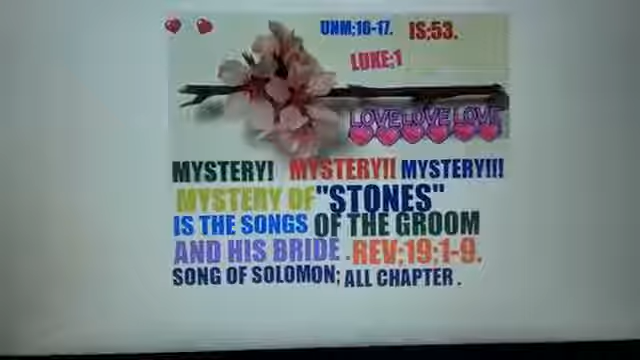 UNM;16-17. IS;53.
LUKE;1
LOVE LOVE LOVE
MYSTERY! MYSTERY!! MYSTERY!!!
MYSTERY OF "STONES"
IS THE SONGS OF THE GROOM
AND HIS BRIDE . REV;19;1-9.
SONG OF SOLOMON; ALL CHAPTER .